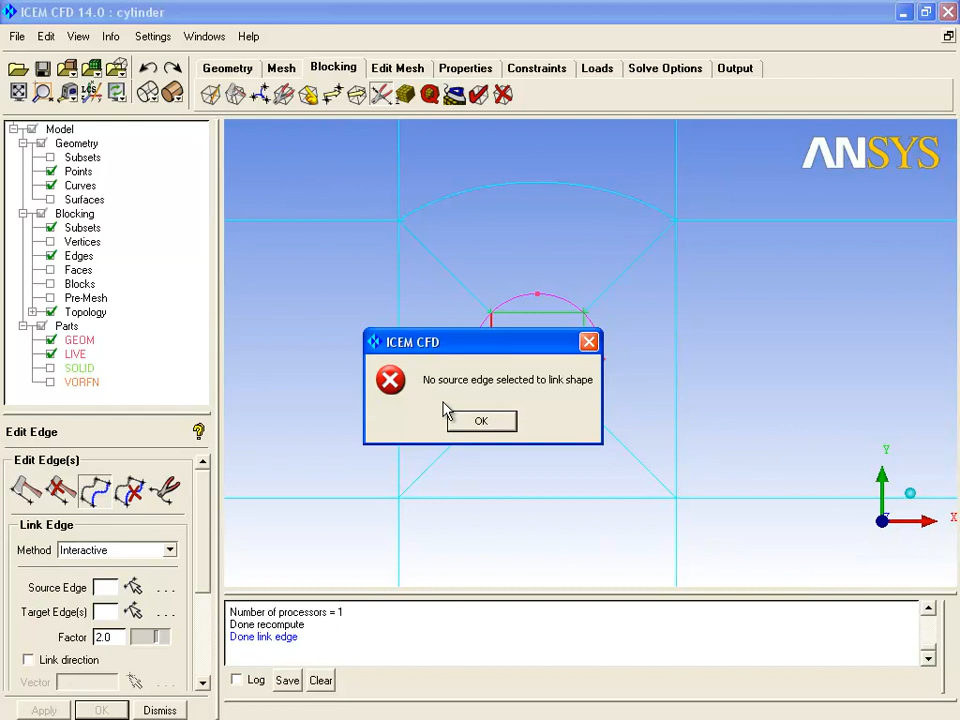 ICEM CFD 14.0 : cylinder
File Edit View Info Settings Windows Help
Geometry Mesh Blocking Edit Mesh Properties Constraints Loads Solve Options Output
LCS
Model
Geometry
Subsets
Points
Curves
Surfaces
Blocking
Subsets
Vertices
Edges
Faces
Blocks
Pre-Mesh
Topology
Parts
GEOM
LIVE
SOLID
VORFN
ANSYS
ICEM CFD
No source edge selected to link shape
OK
Y
X
Z
Edit Edge
Edit Edge(s)
Link Edge
Method Interactive
Source Edge ...
Target Edge(s) ...
Factor 2.0
Link direction
Vector ...
Apply OK Dismiss
Number of processors = 1
Done recompute
Done link edge
Log Save Clear